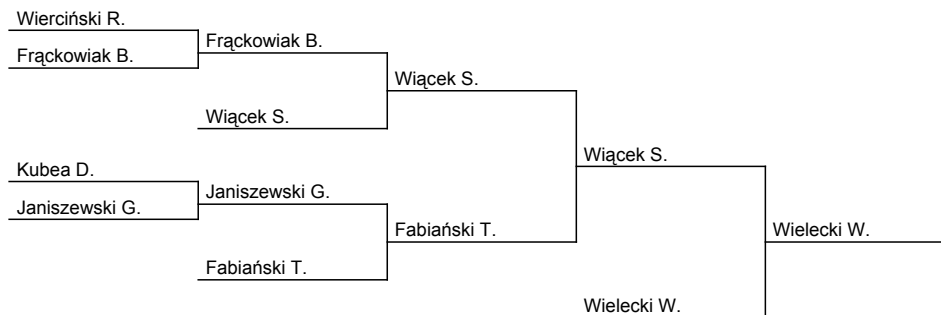 Wierciński R.
Frąckowiak B.
Frąckowiak B.
Wiącek S.
Wiącek S.
Wiącek S.
Kubea D.
Janiszewski G.
Janiszewski G.
Fabiański T.
Wielecki W.
Fabiański T.
Wielecki W.